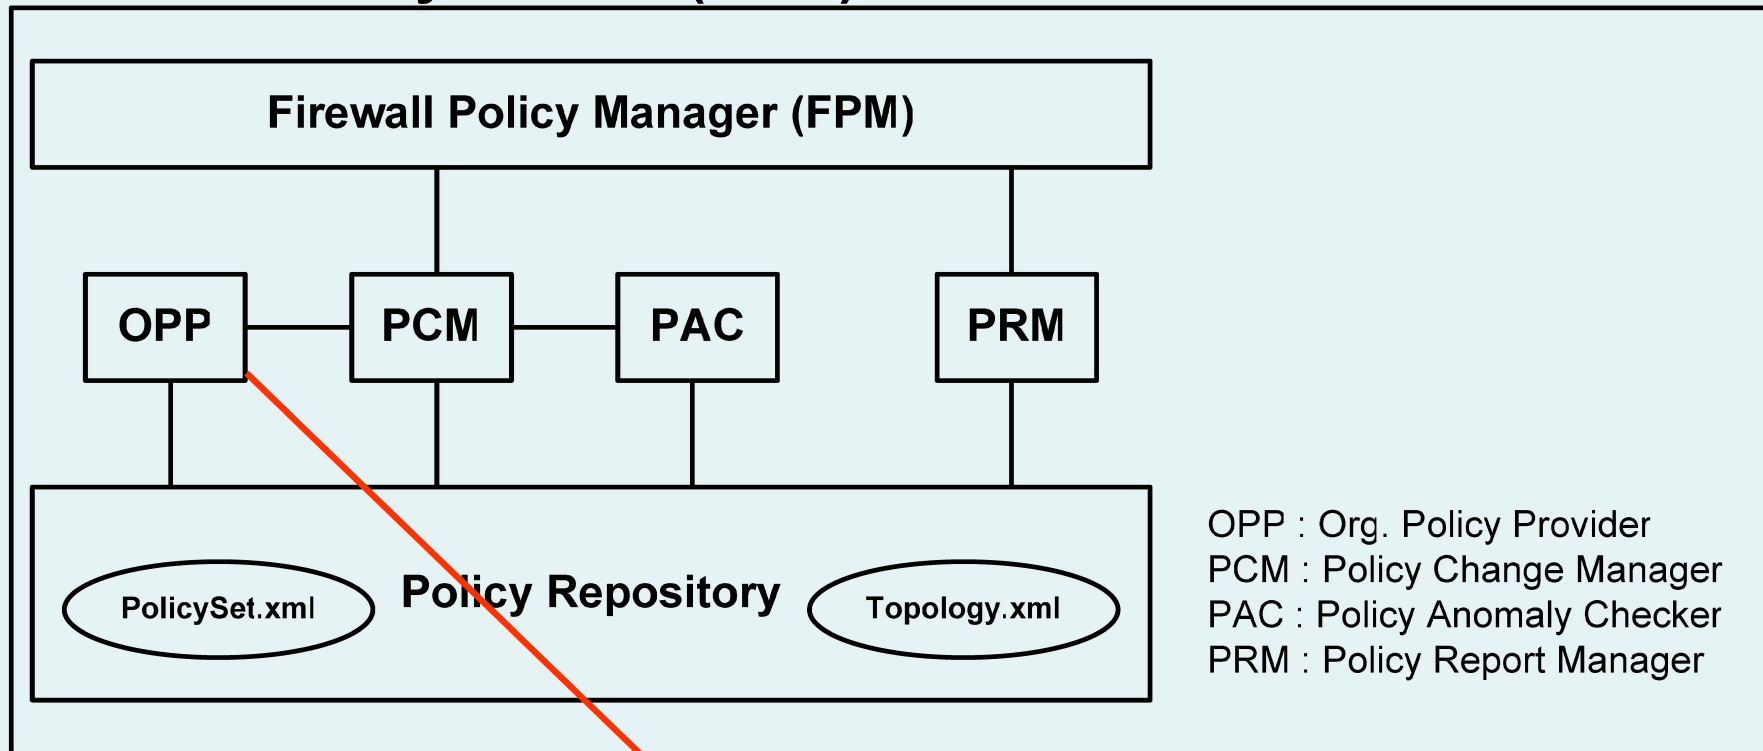 Firewall Policy Manager (FPM)
OPP
PCM
PAC
PRM
PolicySet.xml
Policy Repository
Topology.xml
OPP : Org. Policy Provider
PCM : Policy Change Manager
PAC : Policy Anomaly Checker
PRM : Policy Report Manager